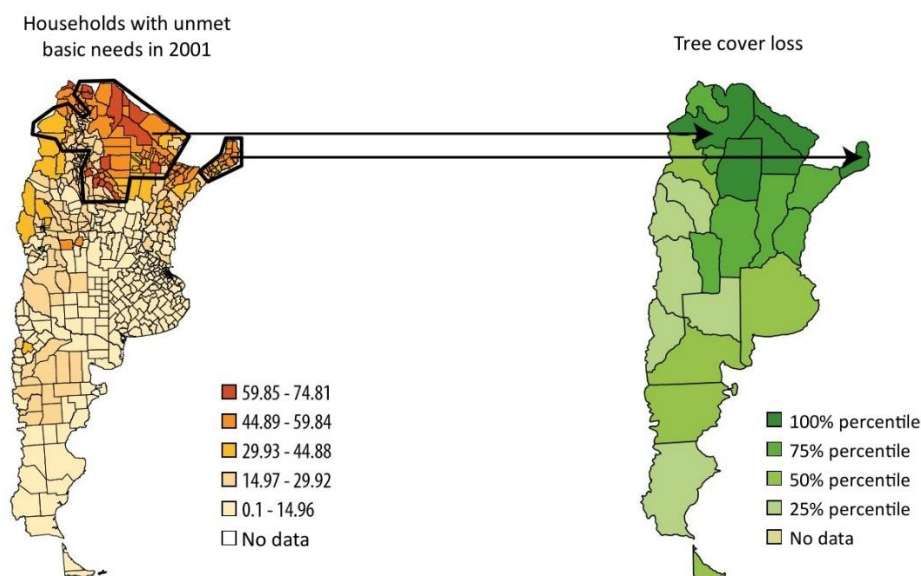 Households with unmet
basic needs in 2001
Tree cover loss
59.85 - 74.81
44.89 - 59.84
29.93 - 44.88
14.97 - 29.92
0.1 - 14.96
No data
100% percentile
75% percentile
50% percentile
25% percentile
No data